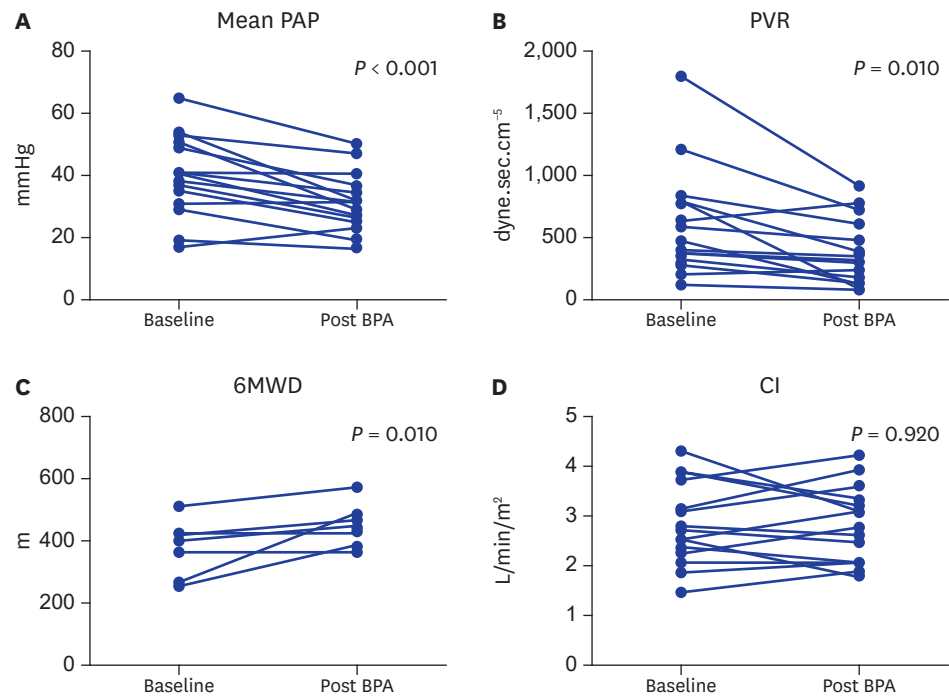 A Mean PAP
P < 0.001
mmHg
80
60
40
20
0
Baseline Post BPA
B PVR
P = 0.010
dyne.sec.cm⁻⁵
2,000
1,500
1,000
500
0
Baseline Post BPA
C 6MWD
P = 0.010
m
800
600
400
200
0
Baseline Post BPA
D CI
P = 0.920
L/min/m²
5
4
3
2
1
0
Baseline Post BPA